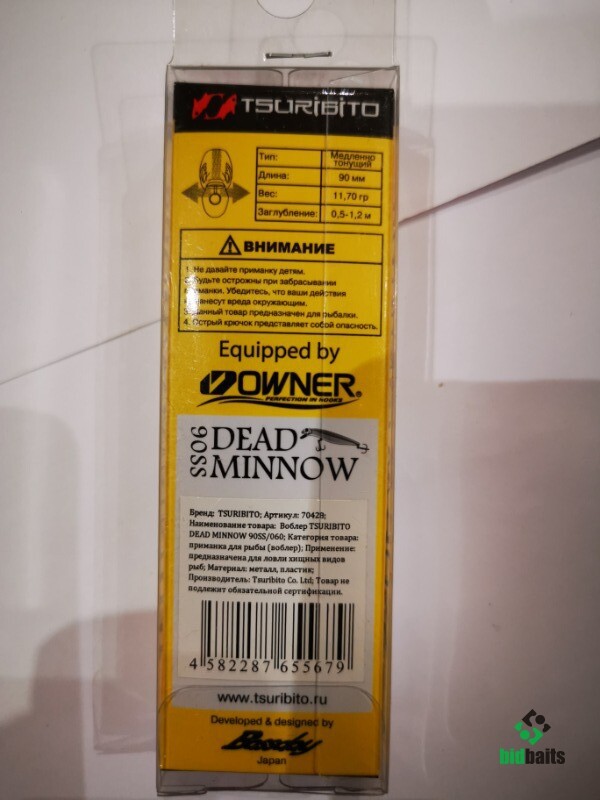 TSURIBITO
Тип: Медленно тонущий
Длина: 90 мм
Вес: 11,70 гр
Заглубление: 0,5-1,2 м
ВНИМАНИЕ
1. Не давайте приманку детям.
2. Будьте осторожны при забрасывании
приманки. Убедитесь, что ваши действия
не нанесут вреда окружающим.
3. Данный товар предназначен для рыбалки.
4. Острый крючок представляет собой опасность.
Equipped by
OWNER®
PERFECTION IN HOOKS
90SS
DEAD
MINNOW
Бренд: TSURIBITO; Артикул: 70428;
Наименование товара: Воблер TSURIBITO
DEAD MINNOW 90SS/060; Категория товара:
приманка для рыбы (воблер); Применение:
предназначена для ловли хищных видов
рыб; Материал: металл, пластик;
Производитель: Tsuribito Co. Ltd; Товар не
подлежит обязательной сертификации.
4 582287 655679
www.tsuribito.ru
Developed & designed by
Bassday
Japan
bidbaits